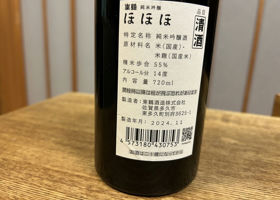 東鶴 純米吟醸
ほほほ
品目
清酒
特定名称 純米吟醸酒
原材料名 米(国産)、
米麹(国産米)
精米歩合 55%
アルコール分 14度
内容量 720ml
製造者:東鶴酒造株式会社
佐賀県多久市
東多久町別府3625-1
製造年月 2024.11
4573180430753